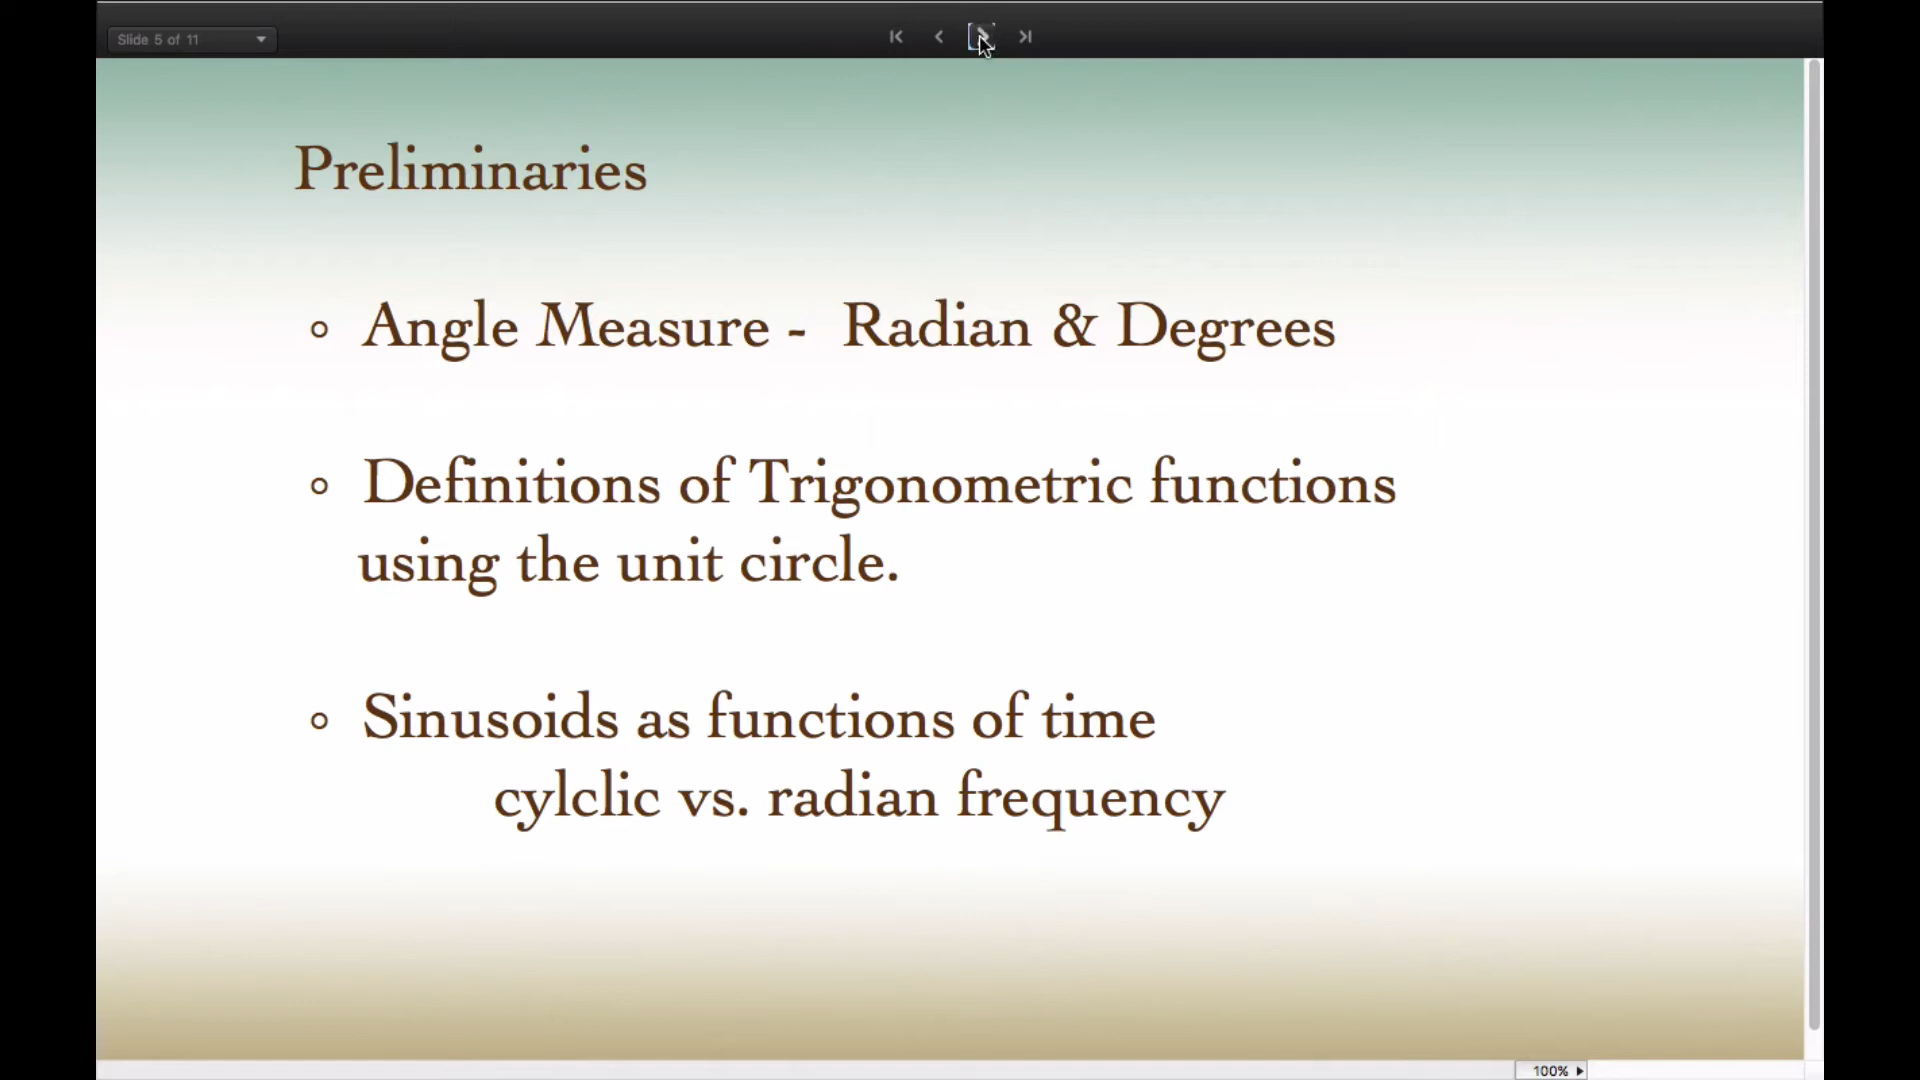 Slide 5 of 11
Preliminaries
Angle Measure - Radian & Degrees
Definitions of Trigonometric functions
using the unit circle.
Sinusoids as functions of time
cylclic vs. radian frequency
100%